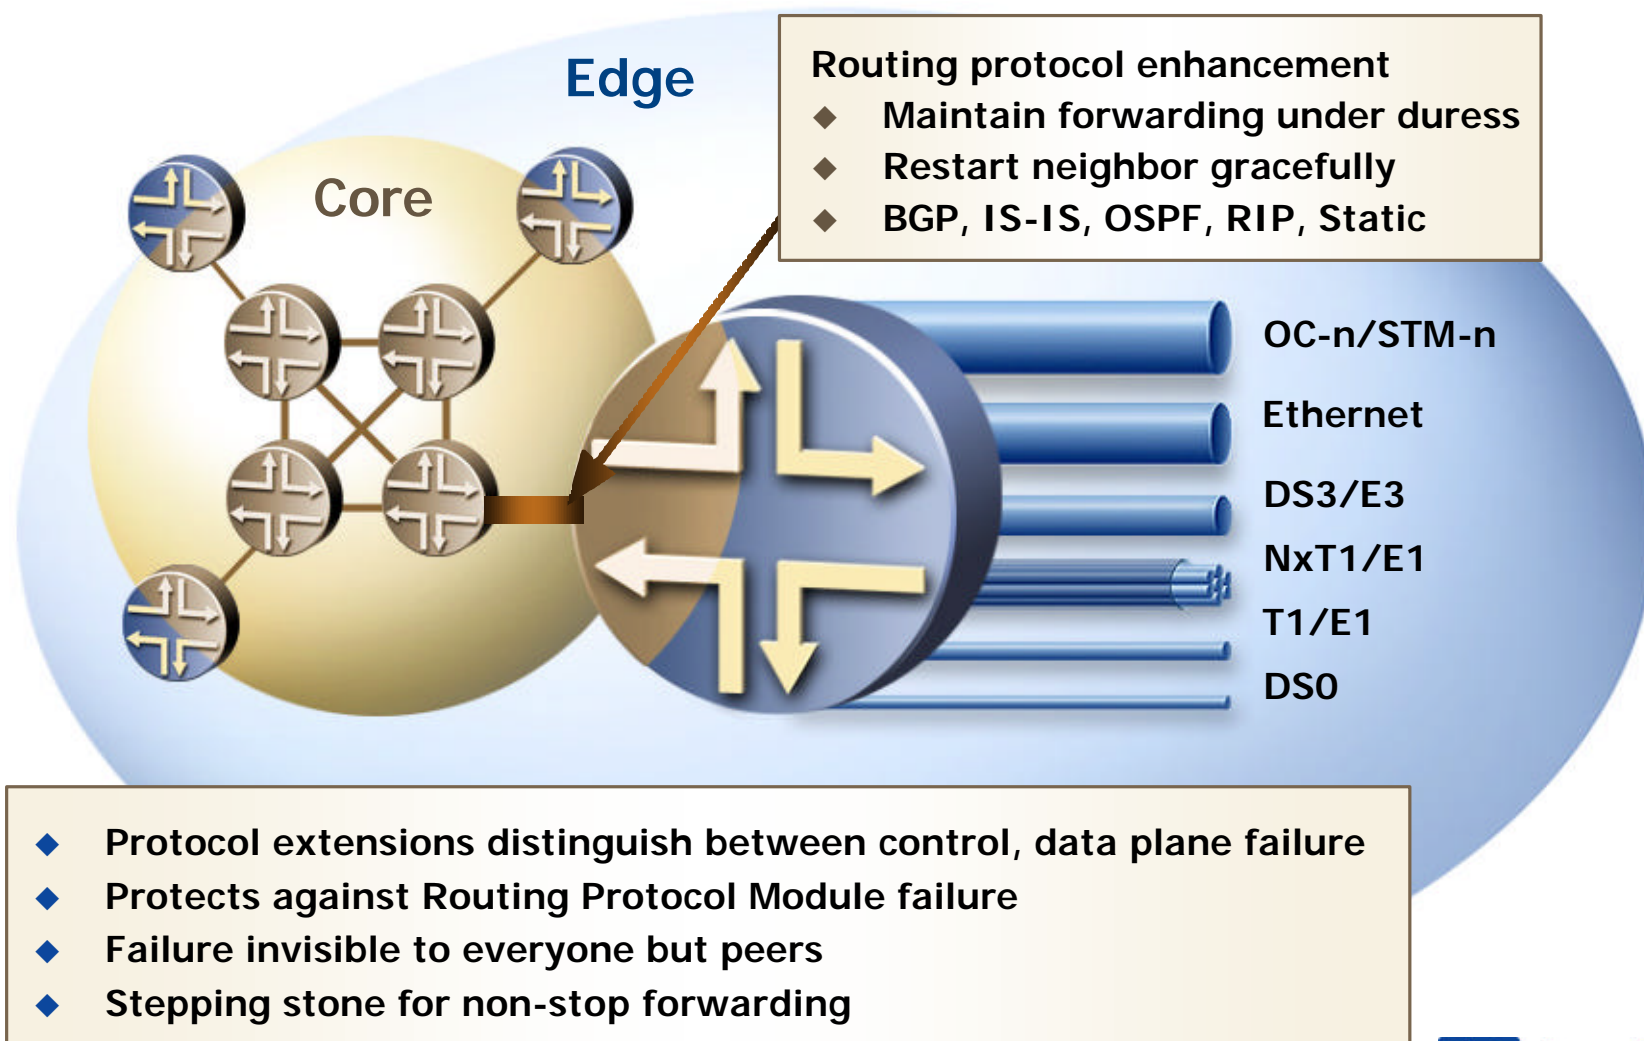 Edge
Core
Routing protocol enhancement
◆ Maintain forwarding under duress
◆ Restart neighbor gracefully
◆ BGP, IS-IS, OSPF, RIP, Static
OC-n/STM-n
Ethernet
DS3/E3
NxT1/E1
T1/E1
DS0
◆ Protocol extensions distinguish between control, data plane failure
◆ Protects against Routing Protocol Module failure
◆ Failure invisible to everyone but peers
◆ Stepping stone for non-stop forwarding